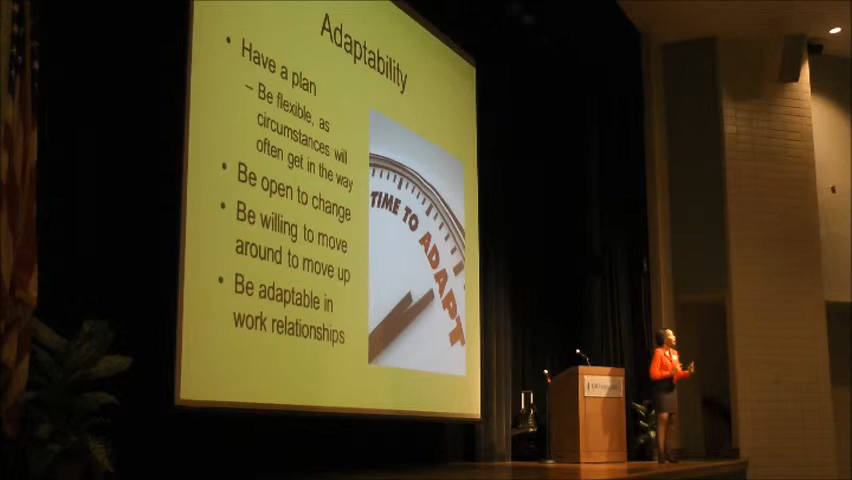 Adaptability
• Have a plan
– Be flexible, as
circumstances will
often get in the way
• Be open to change
• Be willing to move
around to move up
• Be adaptable in
work relationships
TIME TO ADAPT